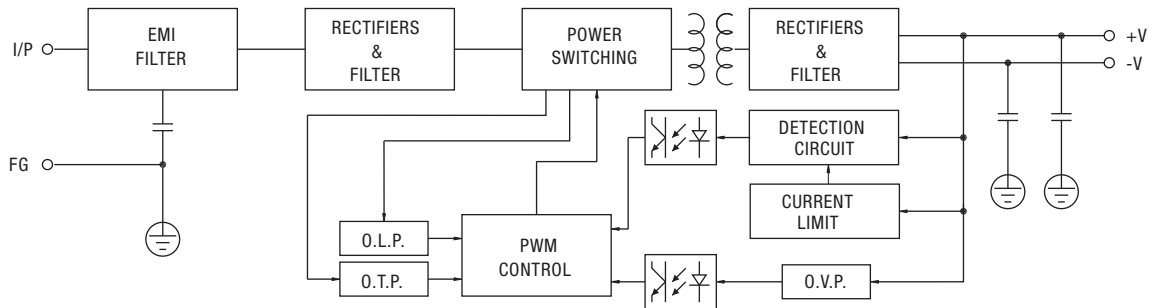 I/P
EMI
FILTER
RECTIFIERS
&
FILTER
POWER
SWITCHING
RECTIFIERS
&
FILTER
+V
-V
FG
DETECTION
CIRCUIT
CURRENT
LIMIT
O.L.P.
O.T.P.
PWM
CONTROL
O.V.P.